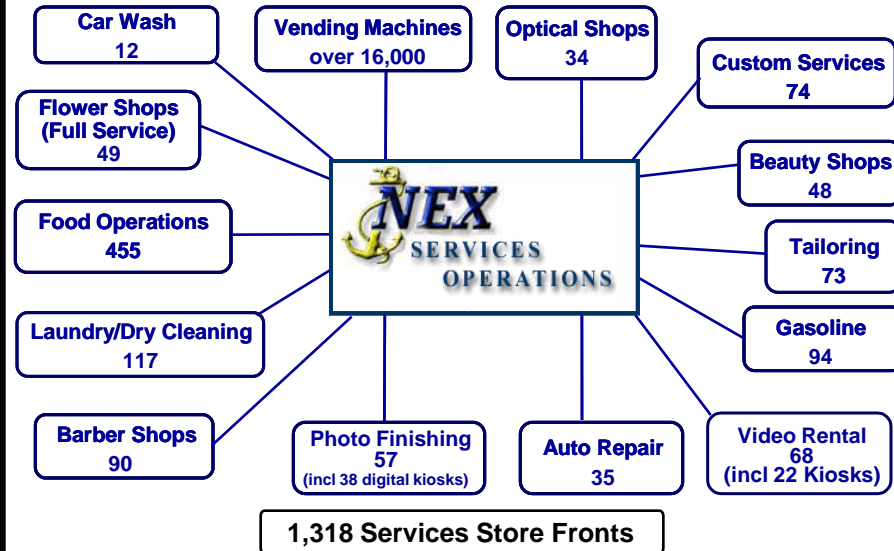 Car Wash
12
Vending Machines
over 16,000
Optical Shops
34
Custom Services
74
Flower Shops
(Full Service)
49
Beauty Shops
48
Food Operations
455
NEX
SERVICES
OPERATIONS
Tailoring
73
Laundry/Dry Cleaning
117
Gasoline
94
Barber Shops
90
Photo Finishing
57
(incl 38 digital kiosks)
Auto Repair
35
Video Rental
68
(incl 22 Kiosks)
1,318 Services Store Fronts